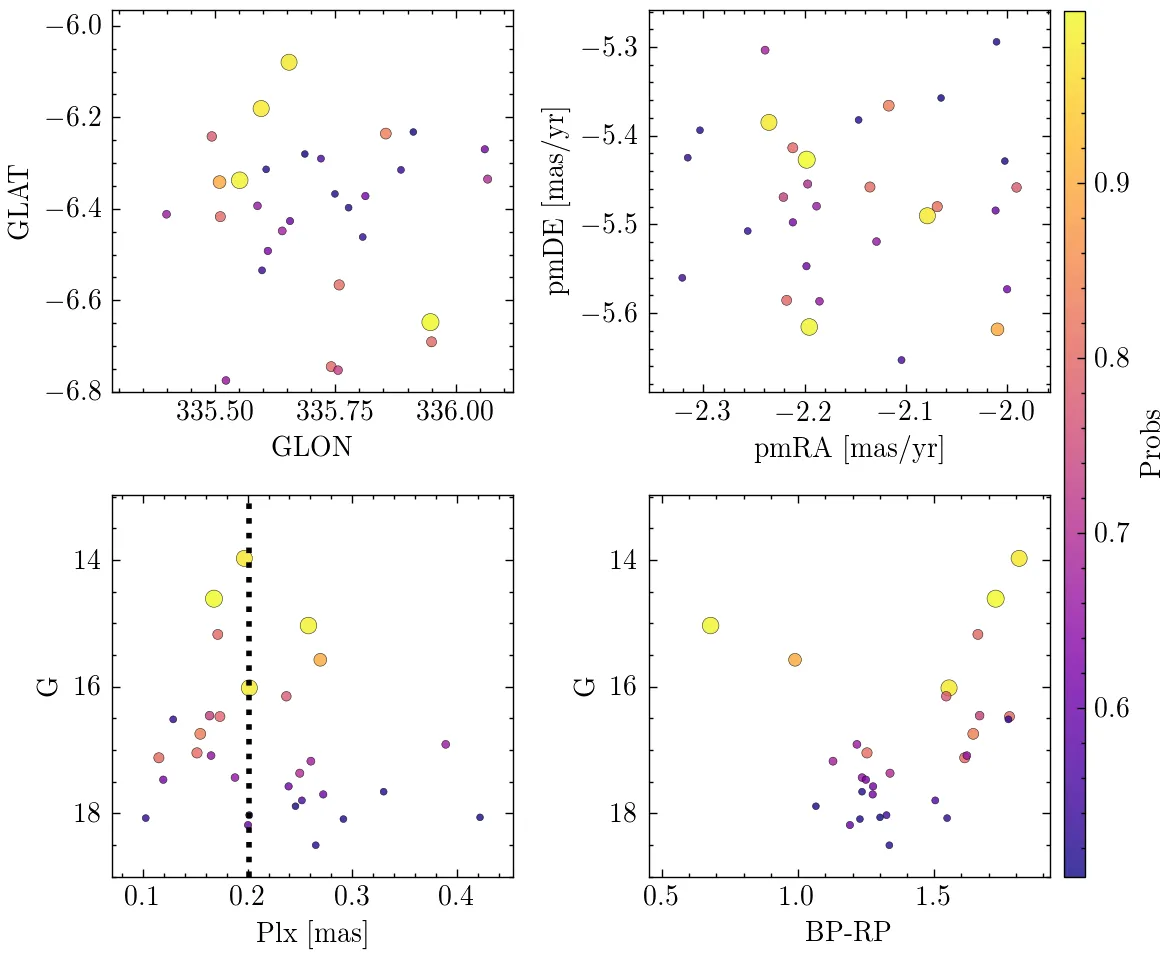 −6.0
−6.2
−6.4
−6.6
−6.8
GLAT
335.50 335.75 336.00
GLON
−5.3
−5.4
−5.5
−5.6
pmDE [mas/yr]
−2.3 −2.2 −2.1 −2.0
pmRA [mas/yr]
14
16
18
G
0.1 0.2 0.3 0.4
Plx [mas]
14
16
18
G
0.5 1.0 1.5
BP-RP
0.9
0.8
0.7
0.6
Probs